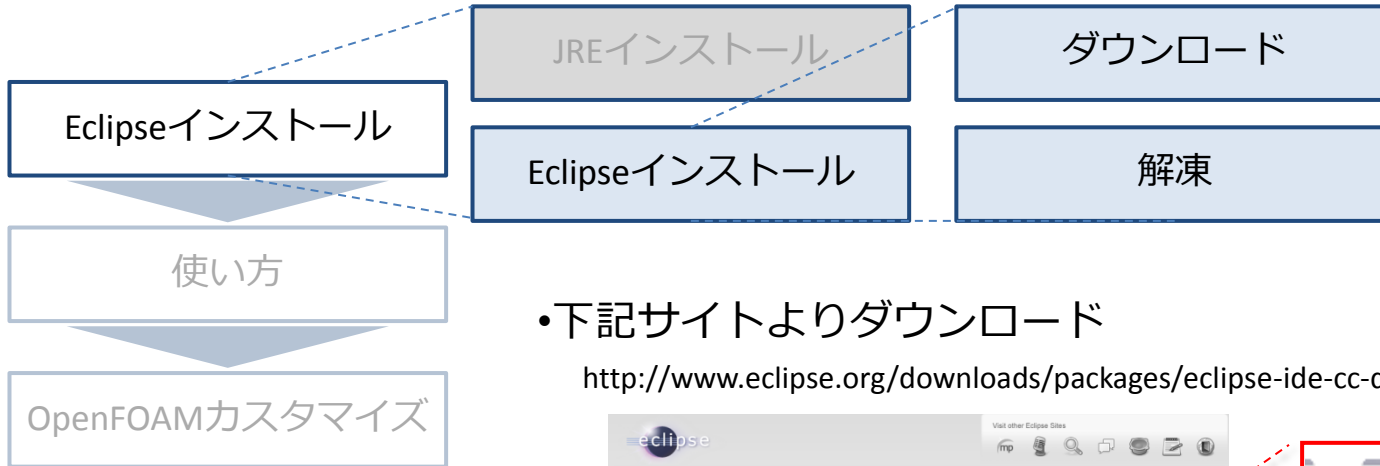 JREインストール
ダウンロード
Eclipseインストール
Eclipseインストール
解凍
使い方
•下記サイトよりダウンロード
http://www.eclipse.org/downloads/packages/eclipse-ide-cc-d
OpenFOAMカスタマイズ
eclipse
Visit other Eclipse Sites
mp